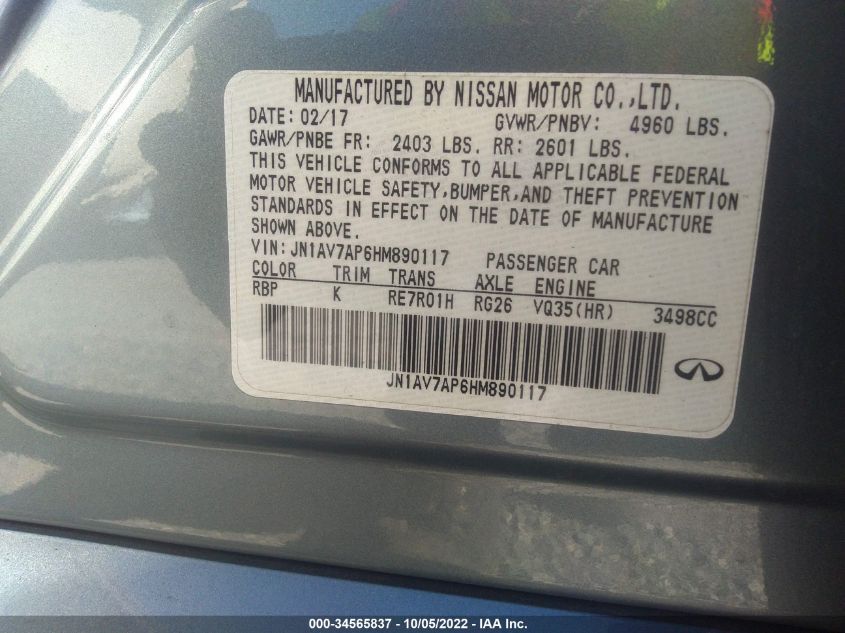 MANUFACTURED BY NISSAN MOTOR CO.,LTD.
DATE: 02/17 GVWR/PNBV: 4960 LBS.
GAWR/PNBE FR: 2403 LBS. RR: 2601 LBS.
THIS VEHICLE CONFORMS TO ALL APPLICABLE FEDERAL
MOTOR VEHICLE SAFETY,BUMPER,AND THEFT PREVENTION
STANDARDS IN EFFECT ON THE DATE OF MANUFACTURE
SHOWN ABOVE.
VIN:JN1AV7AP6HM890117 PASSENGER CAR
COLOR TRIM TRANS AXLE ENGINE
RBP K RE7R01H RG26 VQ35(HR) 3498CC
JN1AV7AP6HM890117
000-34565837 - 10/05/2022 - IAA Inc.